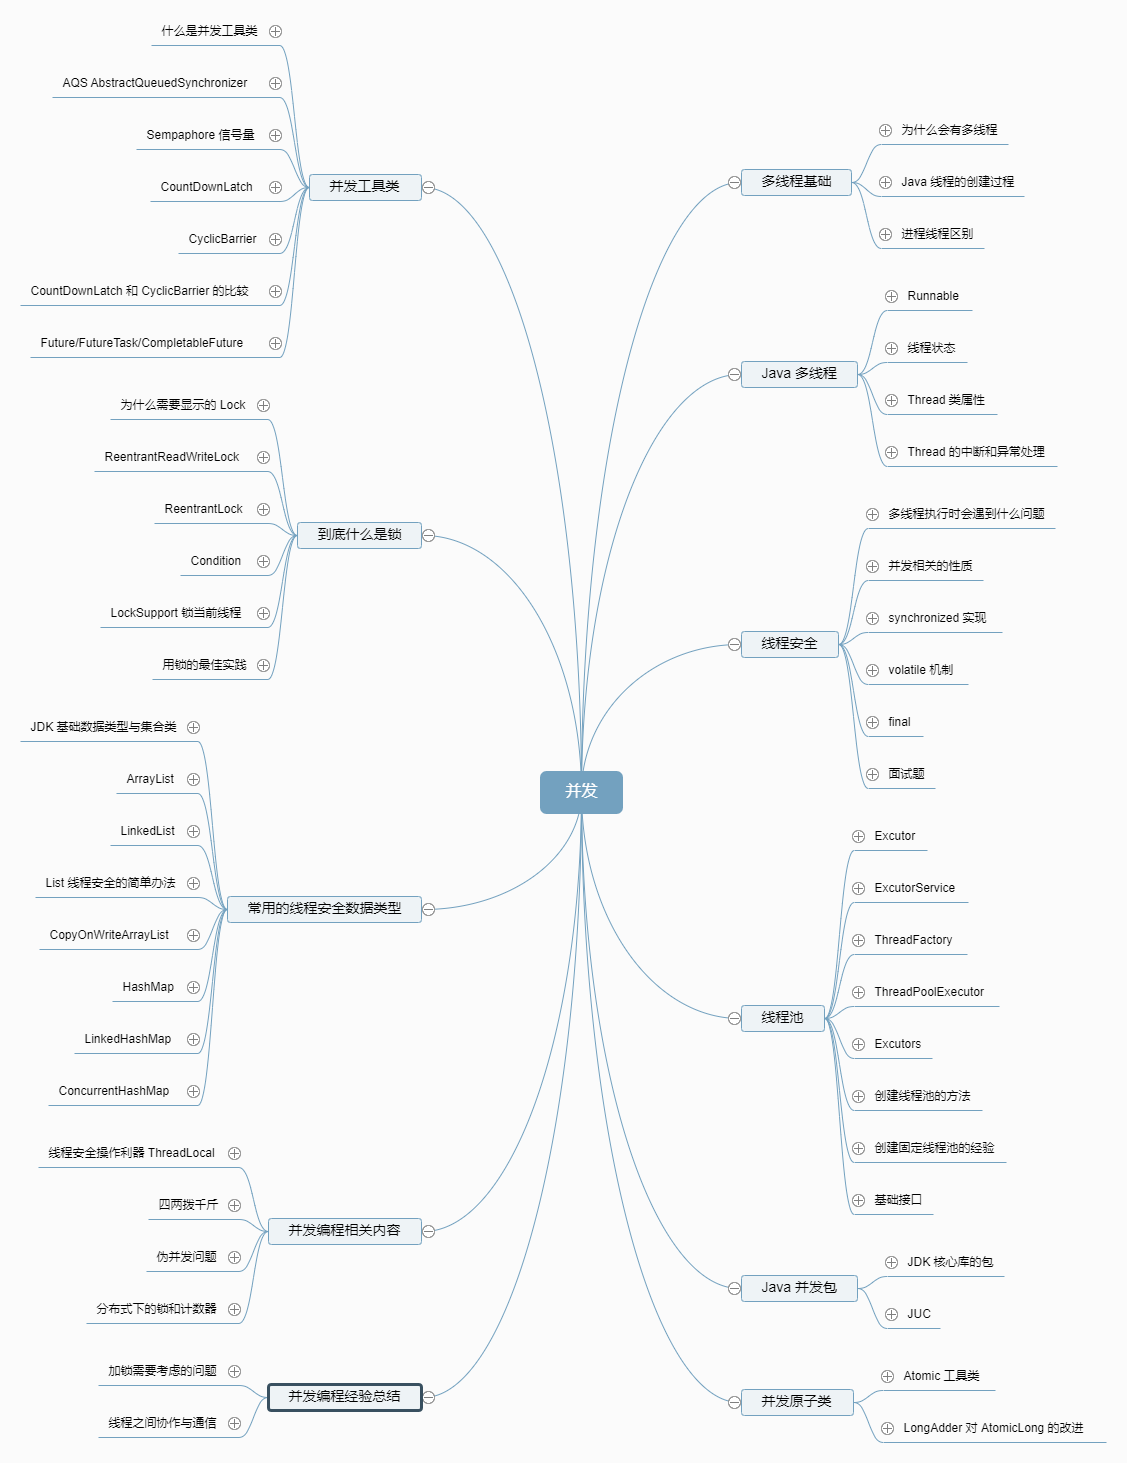 并发
多线程基础
为什么会有多线程
Java 线程的创建过程
进程线程区别
Java 多线程
Runnable
线程状态
Thread 类属性
Thread 的中断和异常处理
线程安全
多线程执行时会遇到什么问题
并发相关的性质
synchronized 实现
volatile 机制
final
面试题
线程池
Excutor
ExcutorService
ThreadFactory
ThreadPoolExecutor
Excutors
创建线程池的方法
创建固定线程池的经验
基础接口
Java 并发包
JDK 核心库的包
JUC
并发原子类
Atomic 工具类
LongAdder 对 AtomicLong 的改进
并发工具类
什么是并发工具类
AQS AbstractQueuedSynchronizer
Sempaphore 信号量
CountDownLatch
CyclicBarrier
CountDownLatch 和 CyclicBarrier 的比较
Future/FutureTask/CompletableFuture
到底什么是锁
为什么需要显示的 Lock
ReentrantReadWriteLock
ReentrantLock
Condition
LockSupport 锁当前线程
用锁的最佳实践
常用的线程安全数据类型
JDK 基础数据类型与集合类
ArrayList
LinkedList
List 线程安全的简单办法
CopyOnWriteArrayList
HashMap
LinkedHashMap
ConcurrentHashMap
并发编程相关内容
线程安全操作利器 ThreadLocal
四两拨千斤
伪并发问题
分布式下的锁和计数器
并发编程经验总结
加锁需要考虑的问题
线程之间协作与通信